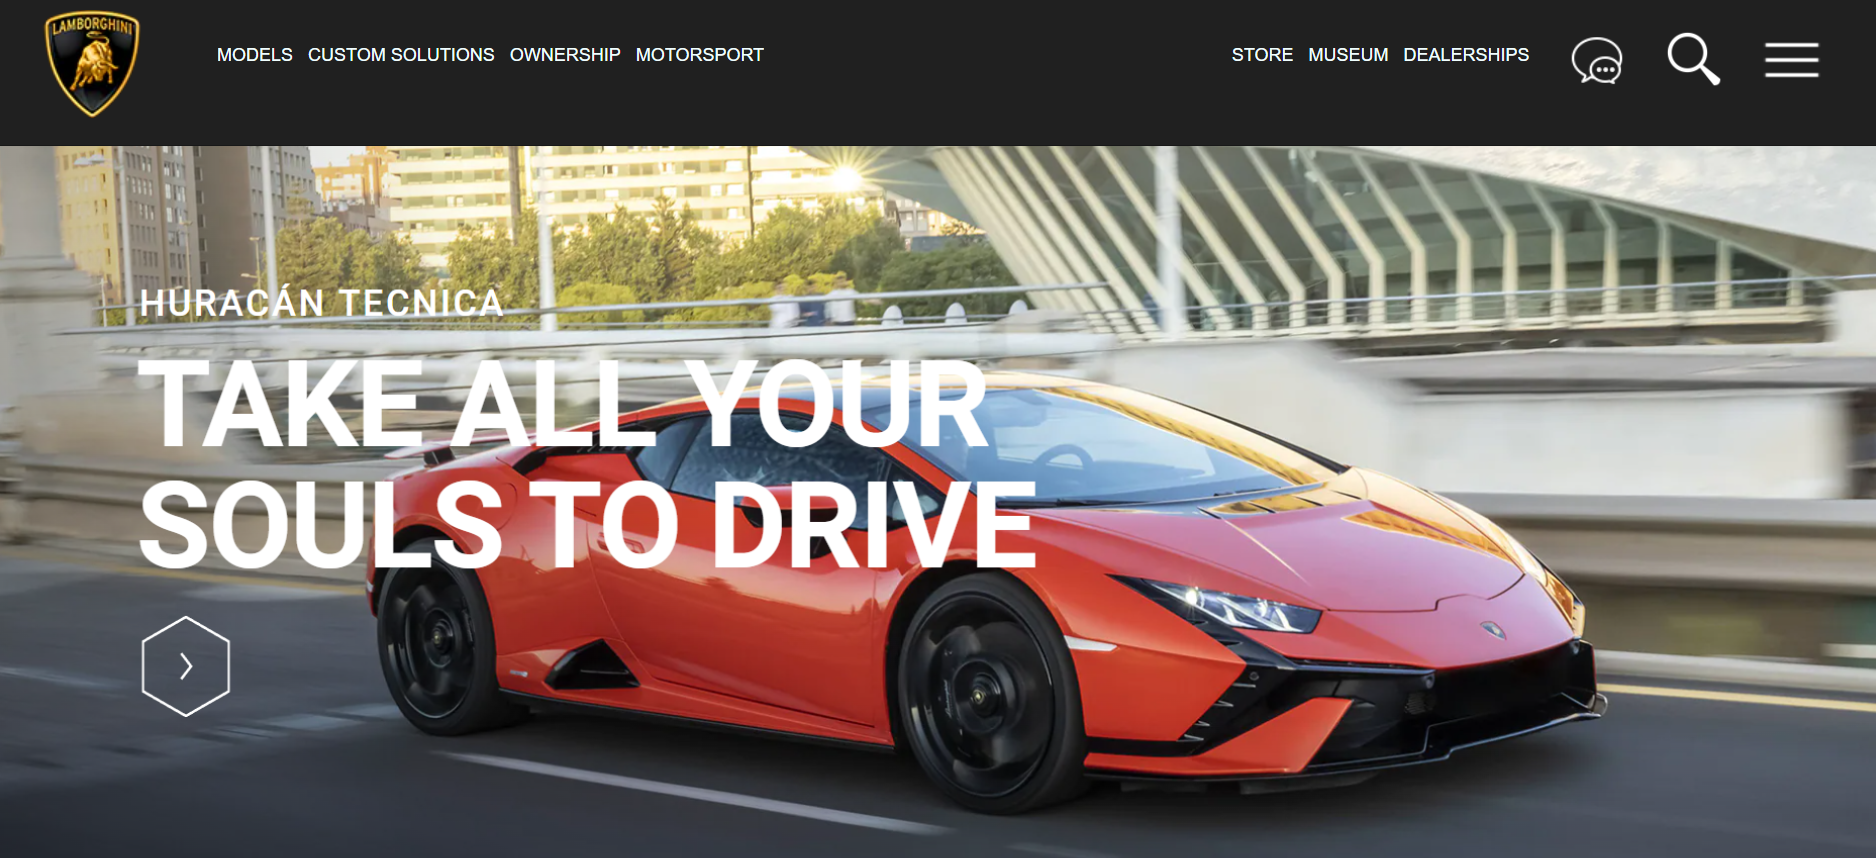 LAMBORGHINI
MODELS CUSTOM SOLUTIONS OWNERSHIP MOTORSPORT
STORE MUSEUM DEALERSHIPS
HURACÁN TECNICA
TAKE ALL YOUR
SOULS TO DRIVE